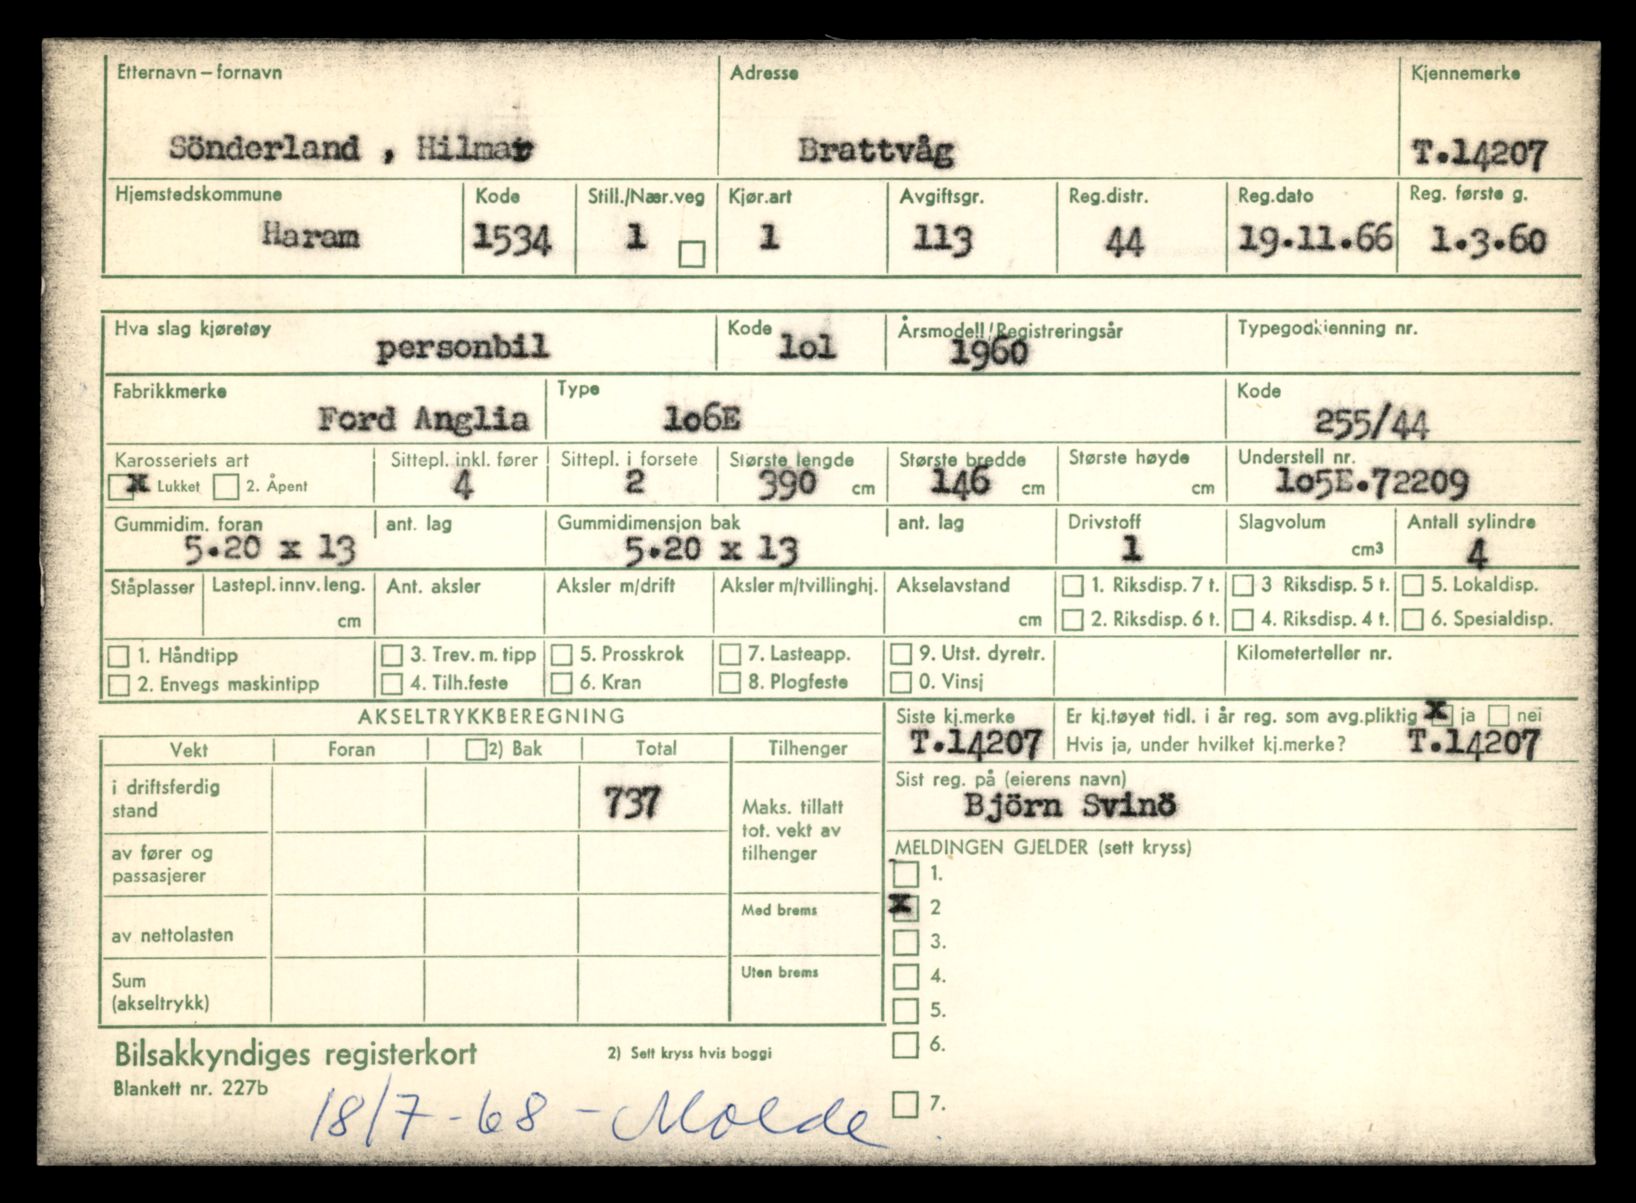 Etternavn – fornavn Adresse Kjennemerke
Sönderland , Hilmar Brattvåg T.14207
Hjemstedskommune Kode Still./Nær.veg Kjør.art Avgiftsgr. Reg.distr. Reg.dato Reg. første g.
Haram 1534 1 1 113 44 19.11.66 1.3.60
Hva slag kjøretøy Kode Årsmodell/Registreringsår Typegodkjenning nr.
personbil lol 1960
Fabrikkmerke Type Kode
Ford Anglia lo6E 255/44
Karosseriets art Sittepl. inkl. fører Sittepl. i forsete Største lengde Største bredde Største høyde Understell nr.
x Lukket 2. Åpent 4 2 390 cm 146 cm cm lo5E.72209
Gummidim. foran ant. lag Gummidimensjon bak ant. lag Drivstoff Slagvolum Antall sylindre
5.20 x 13 5.20 x 13 1 cm3 4
Ståplasser Lastepl. innv. leng. Ant. aksler Aksler m/drift Aksler m/tvillinghj. Akselavstand 1. Riksdisp. 7 t. 3 Riksdisp. 5 t. 5. Lokaldisp.
cm cm 2. Riksdisp. 6 t. 4. Riksdisp. 4 t. 6. Spesialdisp.
1. Håndtipp 3. Trev. m. tipp 5. Prosskrok 7. Lasteapp. 9. Utst. dyretr. Kilometerteller nr.
2. Envegs maskintipp 4. Tilh.feste 6. Kran 8. Plogfeste 0. Vinsj
AKSELTRYKKBEREGNING Siste kj.merke Er kj.tøyet tidl. i år reg. som avg.pliktig x ja nei
Vekt Foran 2) Bak Total Tilhenger T.14207 Hvis ja, under hvilket kj.merke? T.14207
i driftsferdig stand 737 Sist reg. på (eierens navn)
Björn Svinö
Maks. tillatt
tot. vekt av
tilhenger
av fører og
passasjerer
MELDINGEN GJELDER (sett kryss)
1.
Med brems x 2
av nettolasten 3.
Uten brems 4.
Sum
(akseltrykk) 5.
6.
Bilsakkyndiges registerkort 2) Sett kryss hvis boggi
Blankett nr. 227b
7.
18/7-68 - Molde